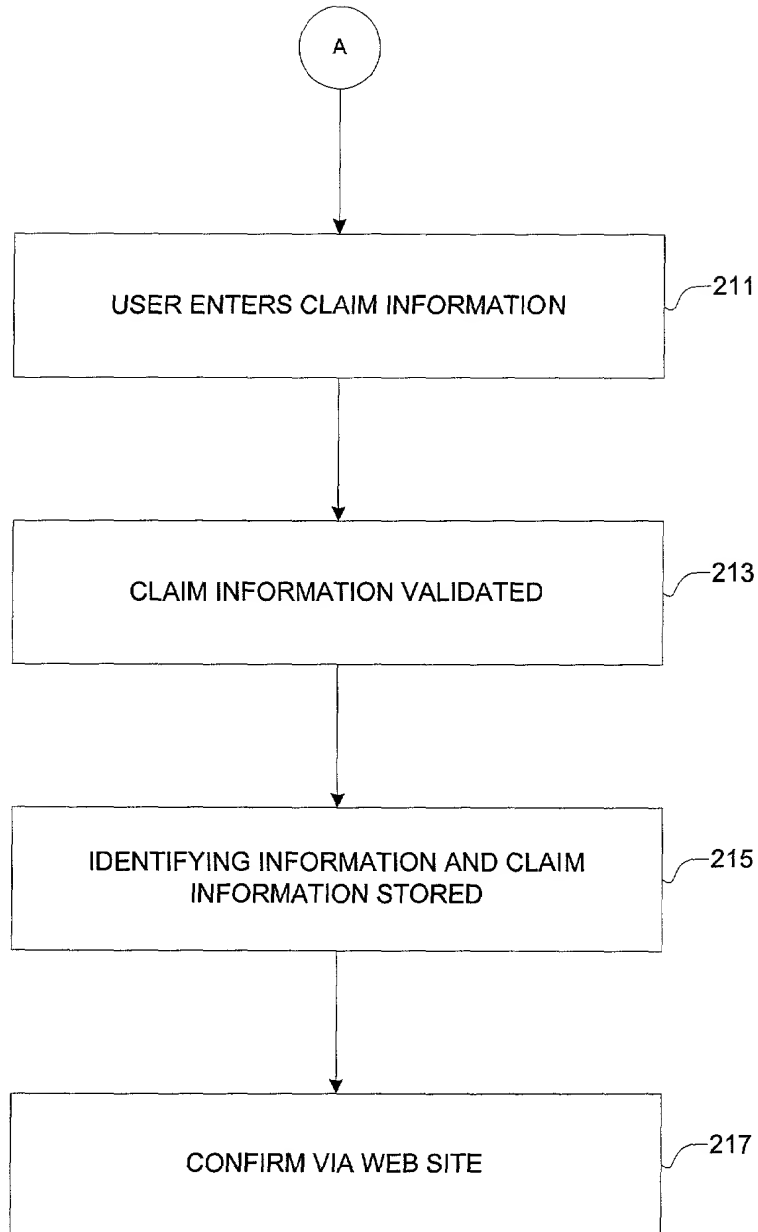 A
USER ENTERS CLAIM INFORMATION
211
CLAIM INFORMATION VALIDATED
213
IDENTIFYING INFORMATION AND CLAIM
INFORMATION STORED
215
CONFIRM VIA WEB SITE
217